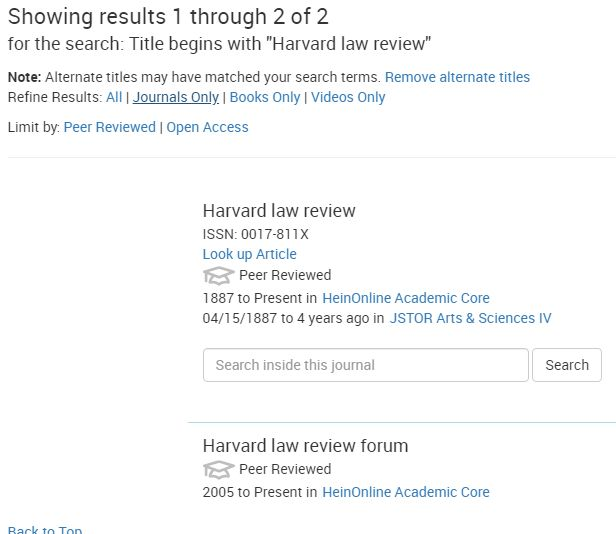 Showing results 1 through 2 of 2
for the search: Title begins with "Harvard law review"
Note: Alternate titles may have matched your search terms. Remove alternate titles
Refine Results: All | Journals Only | Books Only | Videos Only
Limit by: Peer Reviewed | Open Access
Harvard law review
ISSN: 0017-811X
Look up Article
Peer Reviewed
1887 to Present in HeinOnline Academic Core
04/15/1887 to 4 years ago in JSTOR Arts & Sciences IV
Search inside this journal Search
Harvard law review forum
Peer Reviewed
2005 to Present in HeinOnline Academic Core
Back to Top